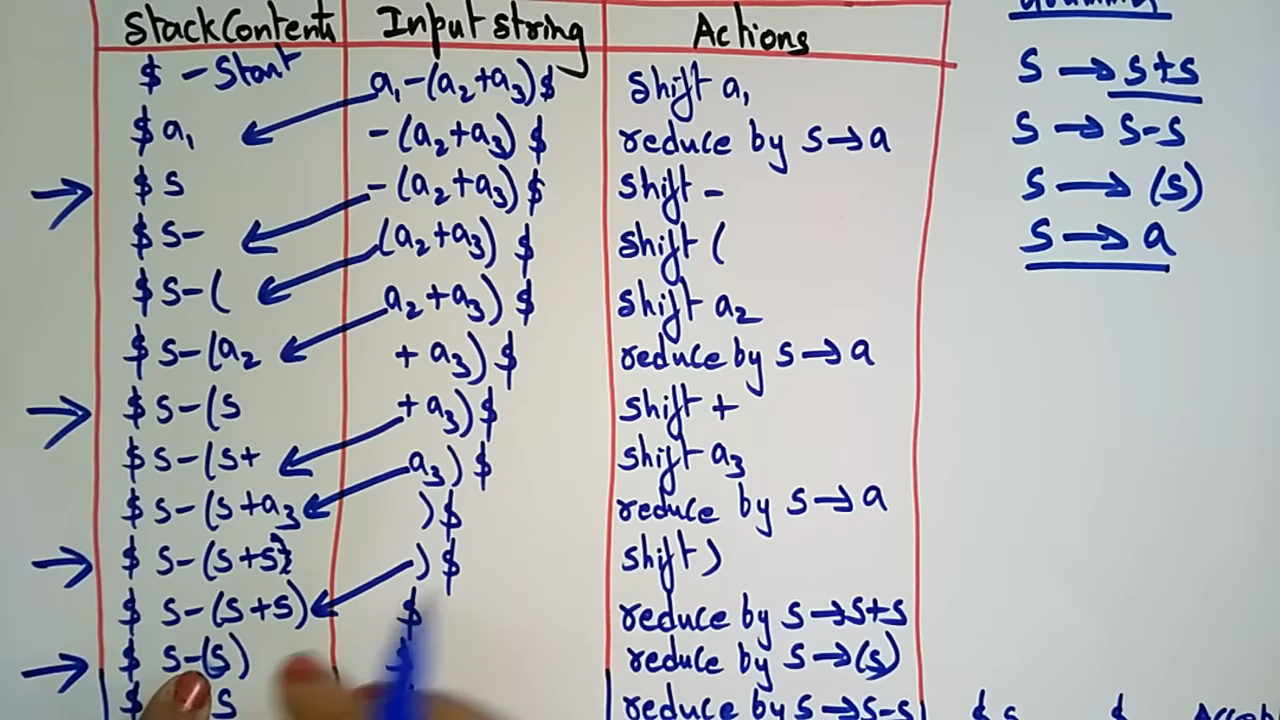 Stack Contents Input string Actions
$ - Start a₁-(a₂+a₃)$ shift a₁
$ a₁ -(a₂+a₃) $ reduce by S→a
$ S -(a₂+a₃)$ shift -
$ S- (a₂+a₃) $ shift (
$ S-( a₂+a₃) $ shift a₂
$ S-(a₂ + a₃) $ reduce by S→a
$ S-(S + a₃) $ shift +
$ S-(S+ a₃) $ shift a₃
$ S-(S+a₃ )$ reduce by S→a
$ S-(S+S )$ shift )
$ S-(S+S) $ reduce by S→S+S
$ S-(S) reduce by S→(S)
$ S reduce by S→S-S $ S $
S → S+S
S → S-S
S → (S)
S → a